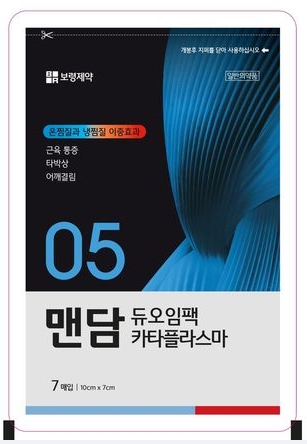 개봉후 지퍼를 닫아 사용하십시오
BR 보령제약
일반의약품
온찜질과 냉찜질 이중효과
근육 통증
타박상
어깨결림
05
맨담
듀오임팩
카타플라스마
7매입 | 10cm x 7cm